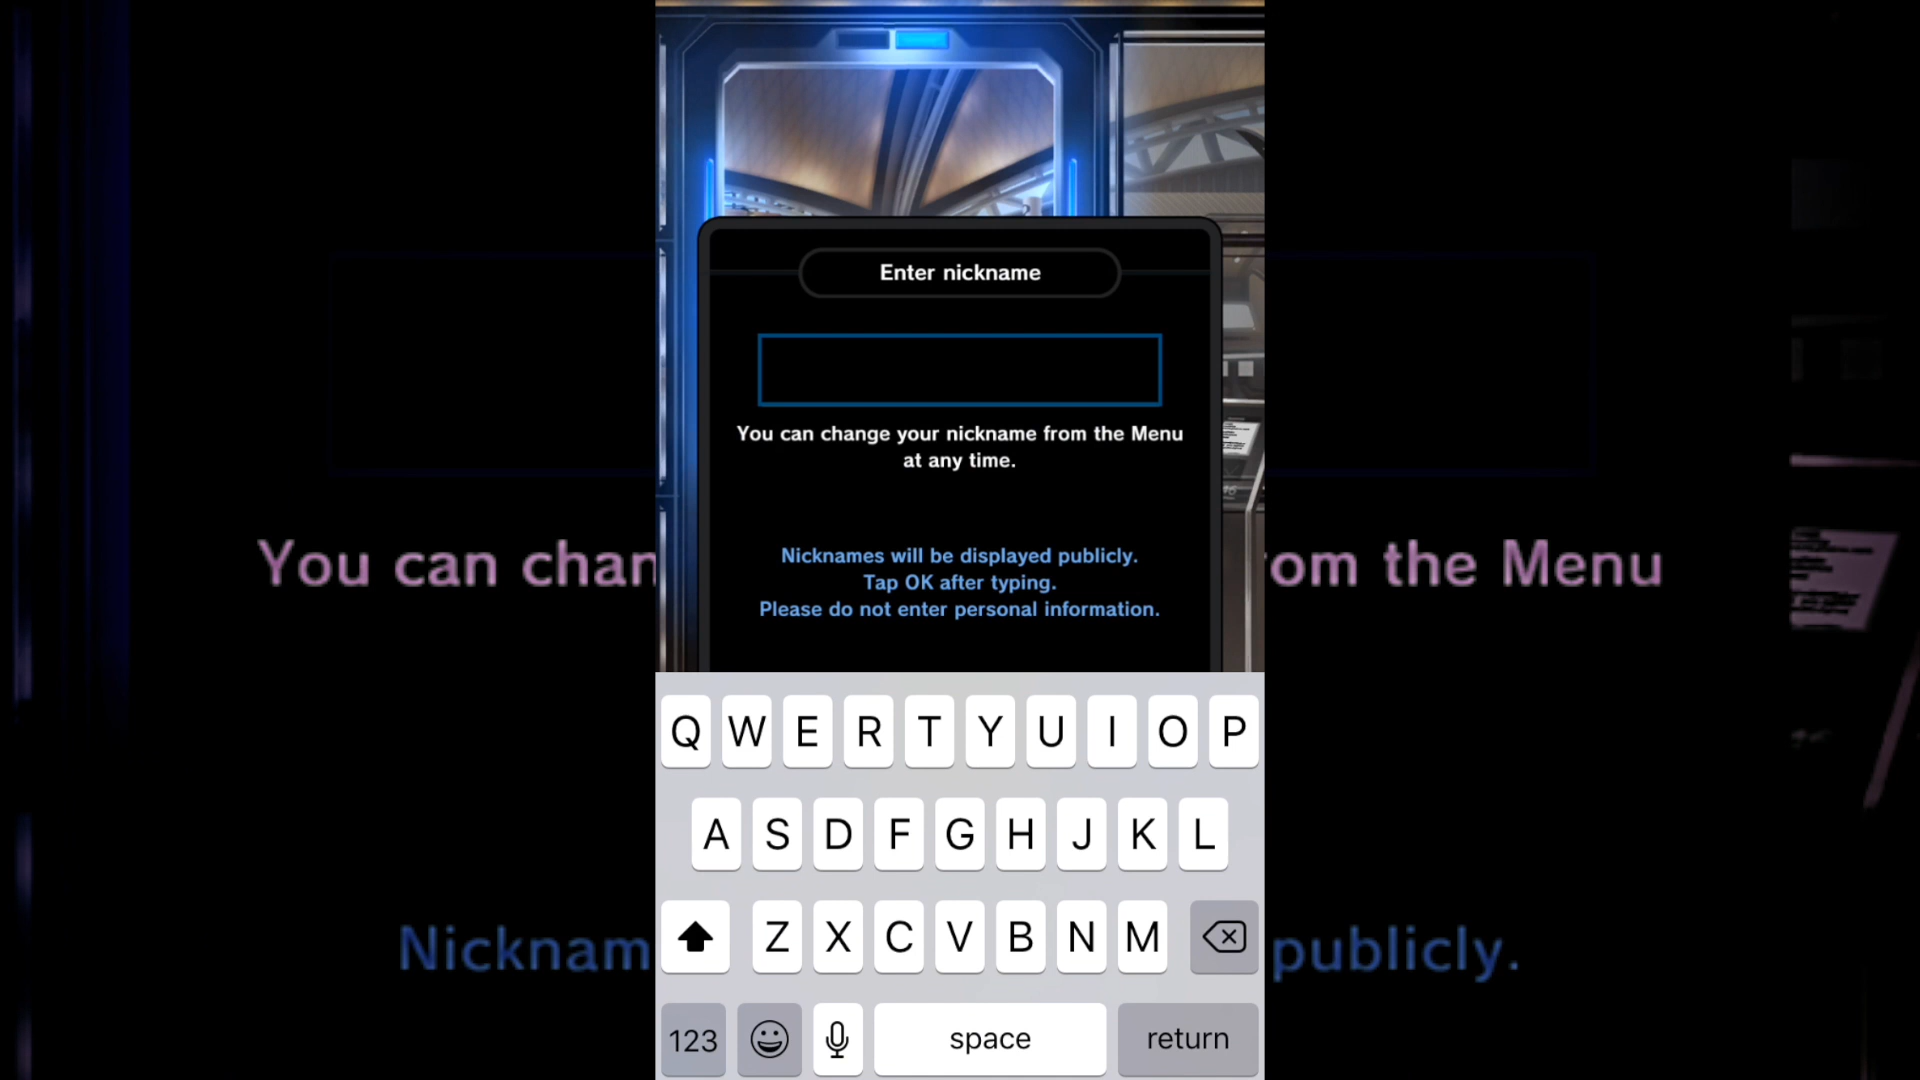 Enter nickname
You can change your nickname from the Menu
at any time.
Nicknames will be displayed publicly.
Tap OK after typing.
Please do not enter personal information.
You can chan
om the Menu
Nicknam
publicly.
Q W E R T Y U I O P
A S D F G H J K L
Z X C V B N M
123 space return